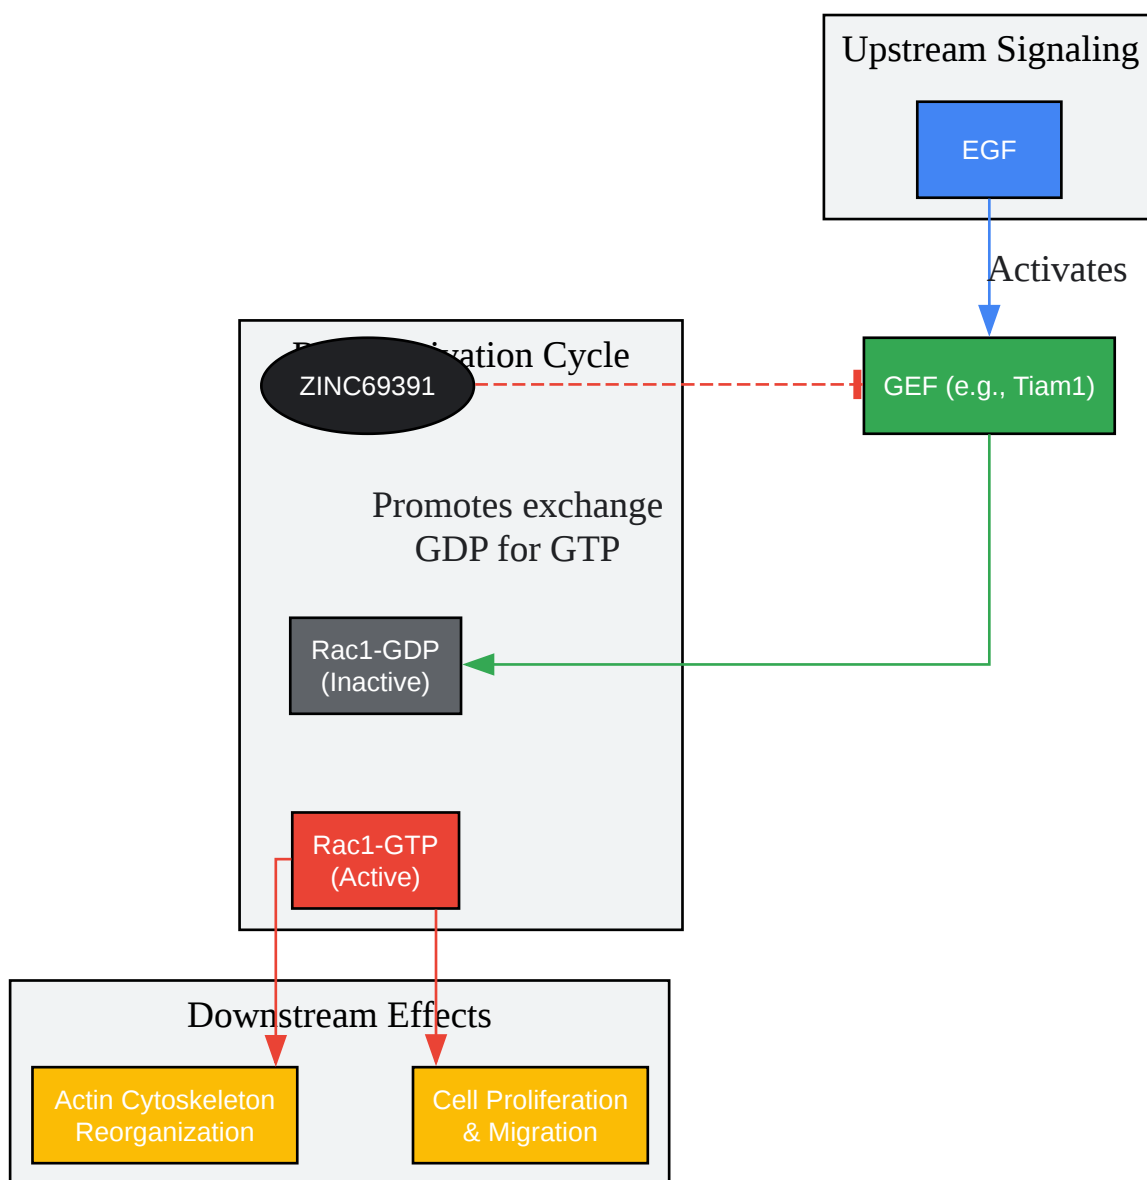 Upstream Signaling
EGF
Activates
Cycle
ZINC69391
GEF (e.g., Tiam1)
Promotes exchange
GDP for GTP
Rac1-GDP
(Inactive)
Rac1-GTP
(Active)
Downstream Effects
Actin Cytoskeleton
Reorganization
Cell Proliferation
& Migration